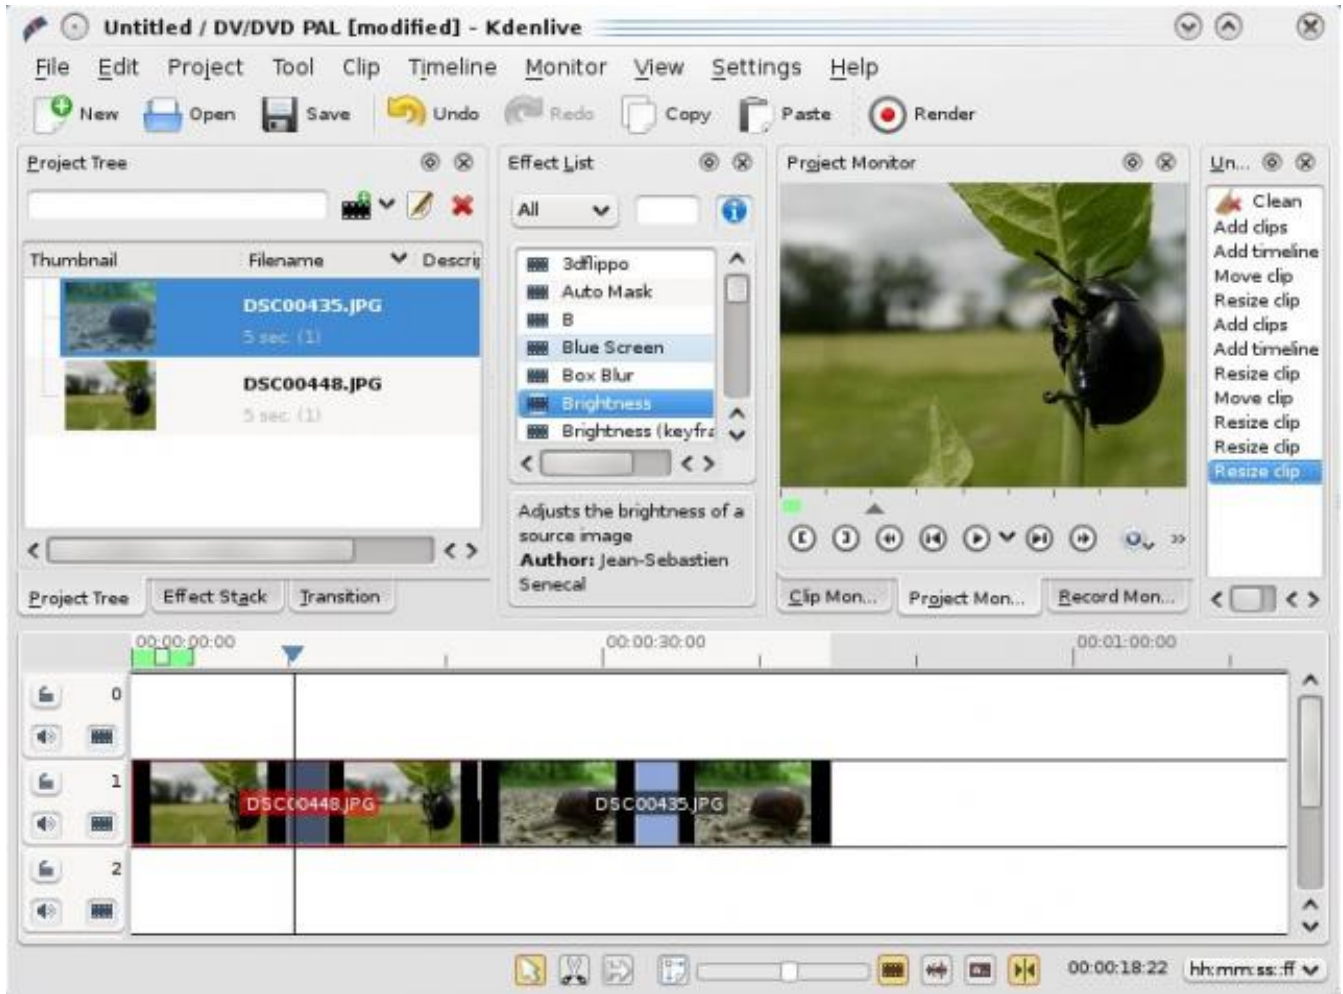 Untitled / DV/DVD PAL [modified] - Kdenlive
File Edit Project Tool Clip Timeline Monitor View Settings Help
New Open Save Undo Redo Copy Paste Render
Project Tree
Thumbnail Filename Descrip
DSC00435.JPG
5 sec. (1)
DSC00448.JPG
5 sec. (1)
Project Tree Effect Stack Transition
Effect List
All
3dflippo
Auto Mask
B
Blue Screen
Box Blur
Brightness
Brightness (keyfra
Adjusts the brightness of a
source image
Author: Jean-Sebastien
Senecal
Project Monitor
Clip Mon... Project Mon... Record Mon...
Un...
Clean
Add clips
Add timeline
Move clip
Resize clip
Add clips
Add timeline
Resize clip
Move clip
Resize clip
Resize clip
Resize clip
00:00:00:00 00:00:30:00 00:01:00:00
0
1
DSC00448.JPG DSC00435.JPG
2
00:00:18:22 hh:mm:ss::ff